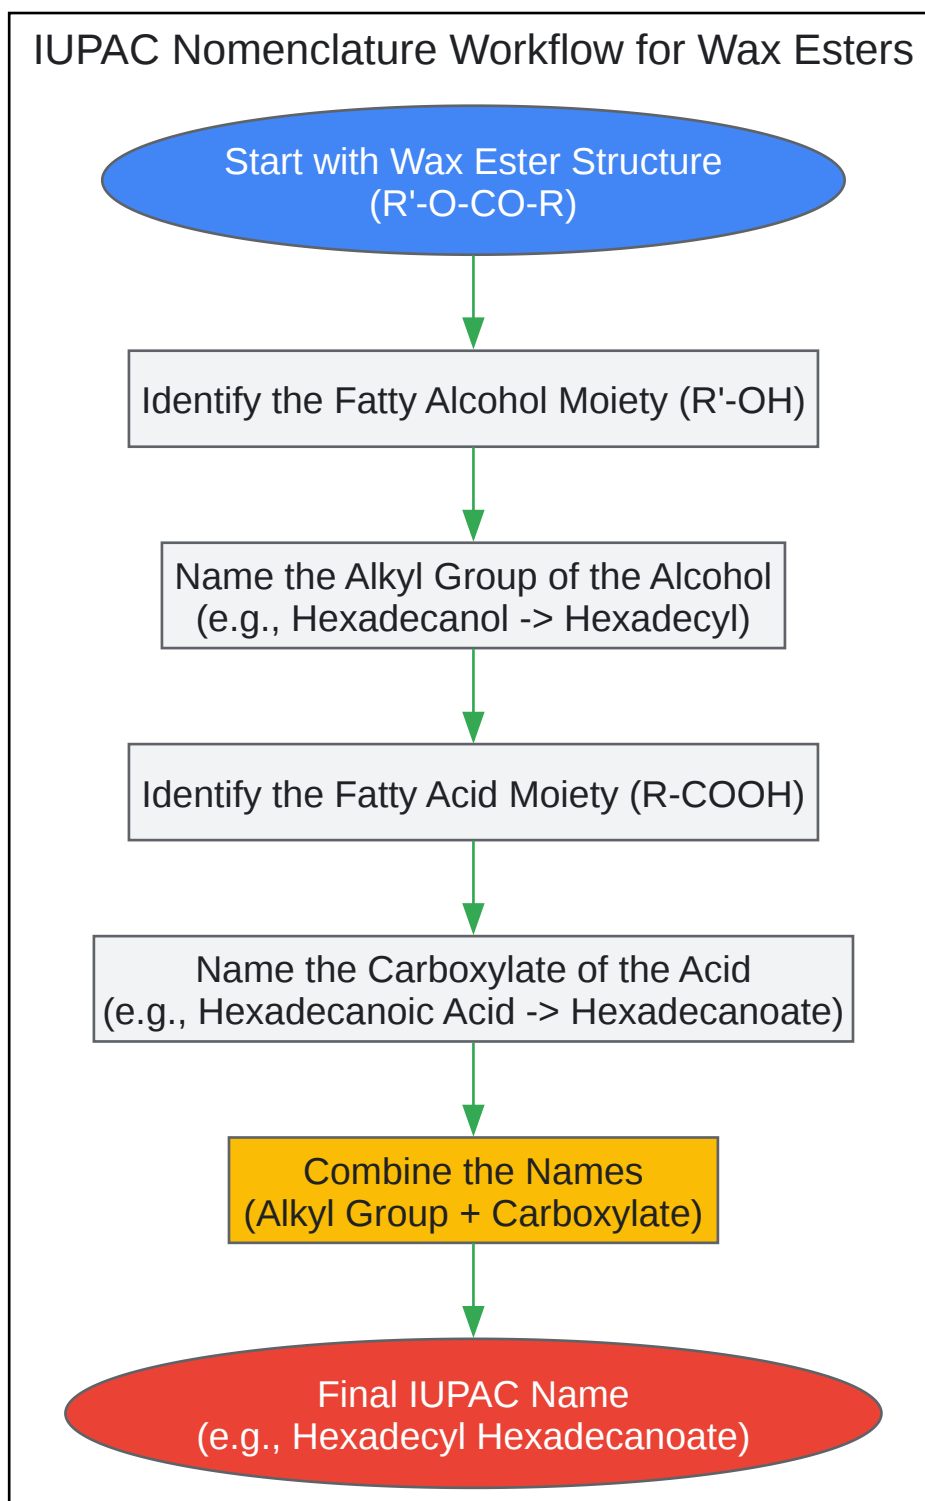 IUPAC Nomenclature Workflow for Wax Esters
Start with Wax Ester Structure
(R'-O-CO-R)
Identify the Fatty Alcohol Moiety (R'-OH)
Name the Alkyl Group of the Alcohol
(e.g., Hexadecanol -> Hexadecyl)
Identify the Fatty Acid Moiety (R-COOH)
Name the Carboxylate of the Acid
(e.g., Hexadecanoic Acid -> Hexadecanoate)
Combine the Names
(Alkyl Group + Carboxylate)
Final IUPAC Name
(e.g., Hexadecyl Hexadecanoate)